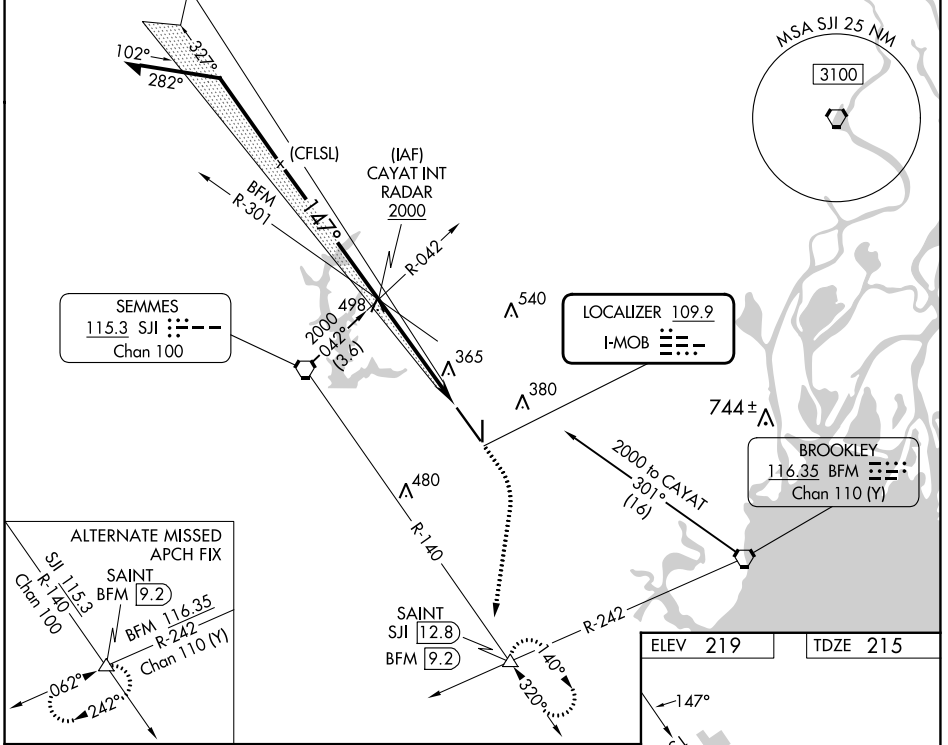 MSA SJI 25 NM
3100
327°
102°
282°
(CFLSL)
(IAF)
CAYAT INT
RADAR
2000
BFM
R-301
147°
R-042
SEMMES
115.3 SJI
Chan 100
498
2000
042°
(3.6)
540
LOCALIZER 109.9
I-MOB
365
380
744±
2000 to CAYAT
301°
(16)
BROOKLEY
116.35 BFM
Chan 110 (Y)
480
R-140
R-242
ALTERNATE MISSED
APCH FIX
SJI 115.3
R-140
Chan 100
SAINT
BFM 9.2
BFM 116.35
R-242
Chan 110 (Y)
062°
242°
SAINT
SJI 12.8
BFM 9.2
140°
320°
ELEV 219
TDZE 215
147°